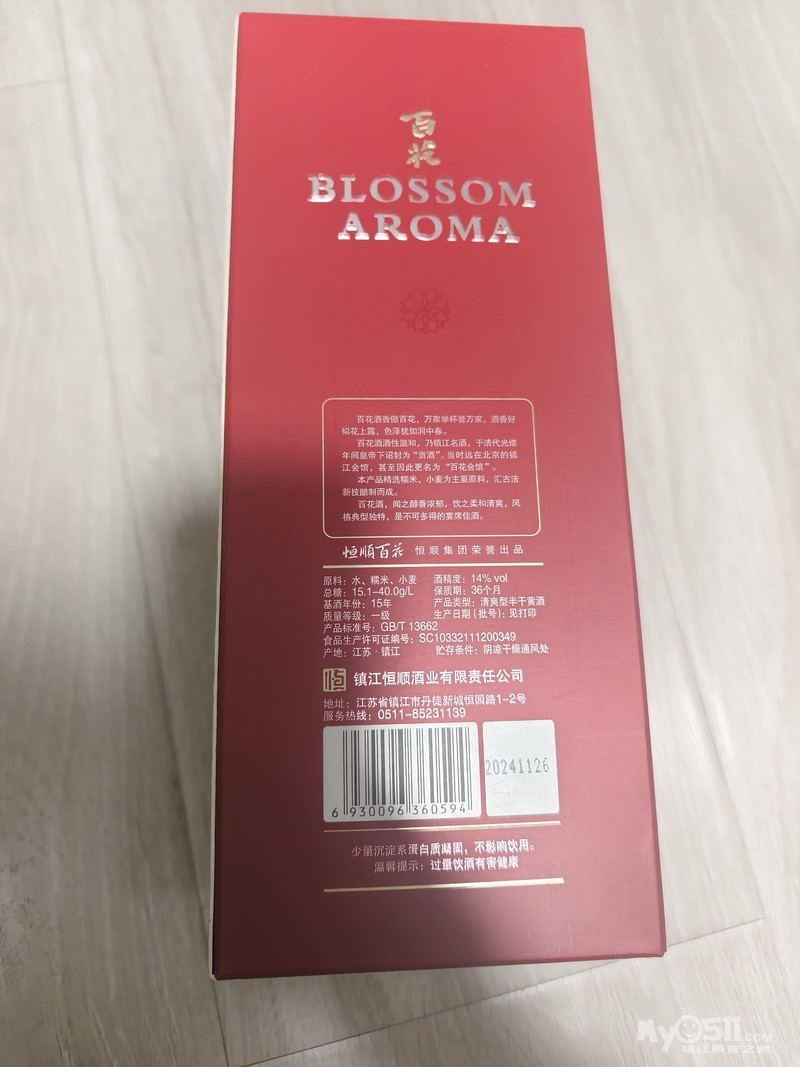 百花
BLOSSOM
AROMA
百花酒香傲百花，万家举杯誉万家。酒香好
似花上露，色泽犹如洞中春。
百花酒酒性温和，乃镇江名酒，于清代光绪
年间皇帝下诏封为“贡酒”。当时远在北京的镇
江会馆，甚至因此更名为“百花会馆”。
本产品精选糯米、小麦为主要原料，汇古法
新技酿制而成。
百花酒，闻之醇香浓郁，饮之柔和清爽，风
格典型独特，是不可多得的宴席佳酒。
恒顺百花 恒顺集团荣誉出品
原料：水、糯米、小麦 酒精度：14% vol
总糖：15.1-40.0g/L 保质期：36个月
基酒年份：15年 产品类型：清爽型半干黄酒
质量等级：一级 生产日期（批号）：见打印
产品标准号：GB/T 13662
食品生产许可证编号：SC10332111200349
产地：江苏·镇江 贮存条件：阴凉干燥通风处
恒 镇江恒顺酒业有限责任公司
地址：江苏省镇江市丹徒新城恒园路1-2号
服务热线：0511-85231139
20241126
6 930096 360594
少量沉淀系蛋白质凝固，不影响饮用。
温馨提示：过量饮酒有害健康
My0511.COM
镇江网友之家